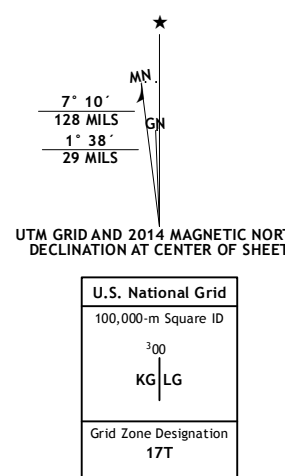 ★
MN
7° 10´
128 MILS
GN
1° 38´
29 MILS
UTM GRID AND 2014 MAGNETIC NORT
DECLINATION AT CENTER OF SHEET
U.S. National Grid
100,000-m Square ID
³00
KG LG
Grid Zone Designation
17T